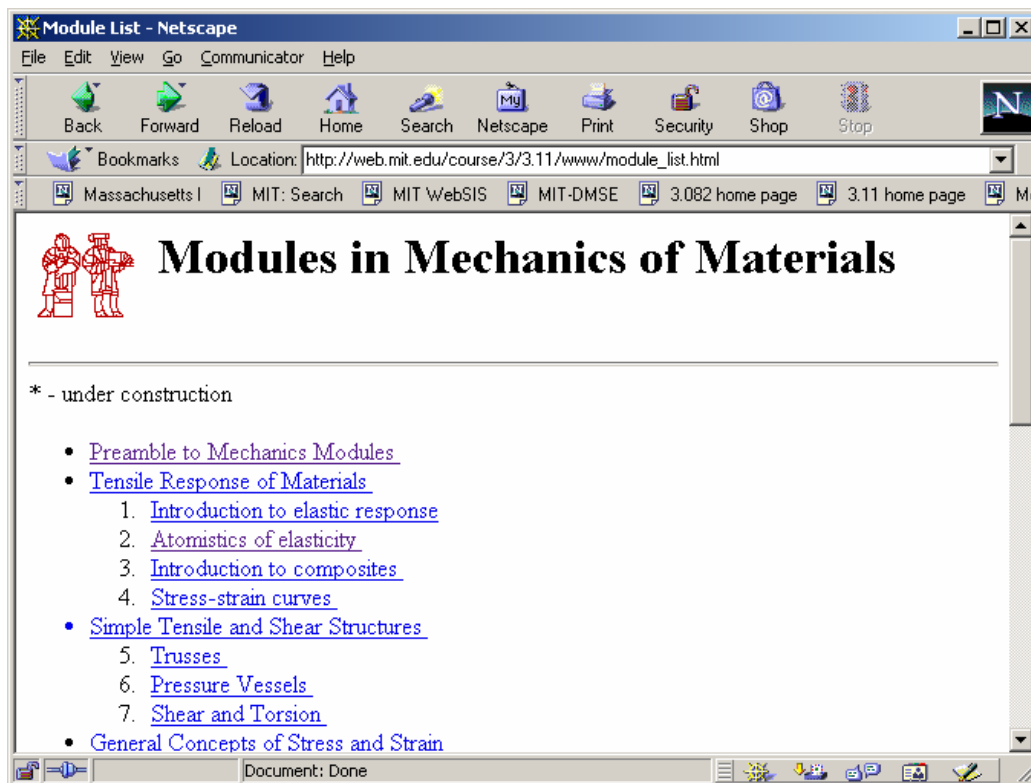 Module List - Netscape
File Edit View Go Communicator Help
Back Forward Reload Home Search Netscape Print Security Shop Stop
My
N
Bookmarks Location: http://web.mit.edu/course/3/3.11/www/module_list.html
Massachusetts I MIT: Search MIT WebSIS MIT-DMSE 3.082 home page 3.11 home page
Modules in Mechanics of Materials
* - under construction
• Preamble to Mechanics Modules
• Tensile Response of Materials
1. Introduction to elastic response
2. Atomistics of elasticity
3. Introduction to composites
4. Stress-strain curves
• Simple Tensile and Shear Structures
5. Trusses
6. Pressure Vessels
7. Shear and Torsion
• General Concepts of Stress and Strain
Document: Done